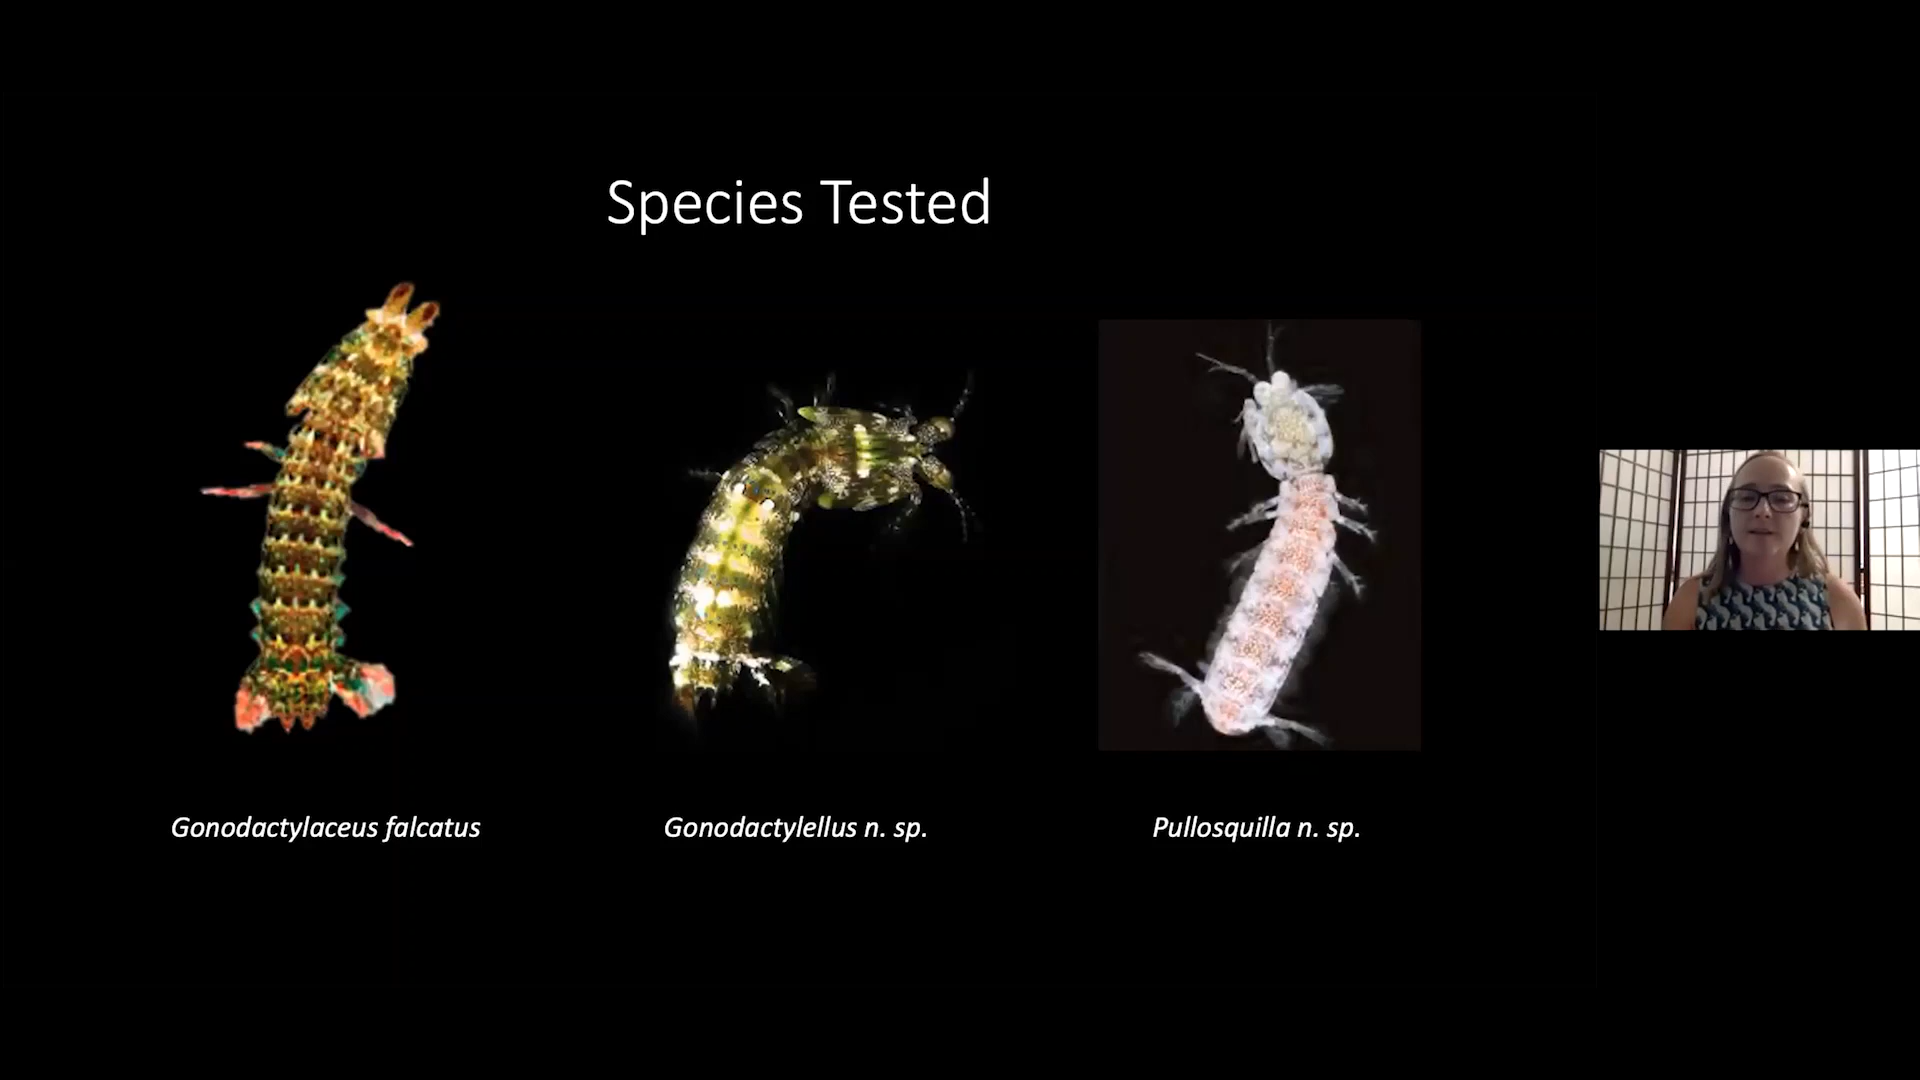 Species Tested
Gonodactylaceus falcatus
Gonodactylellus n. sp.
Pullosquilla n. sp.